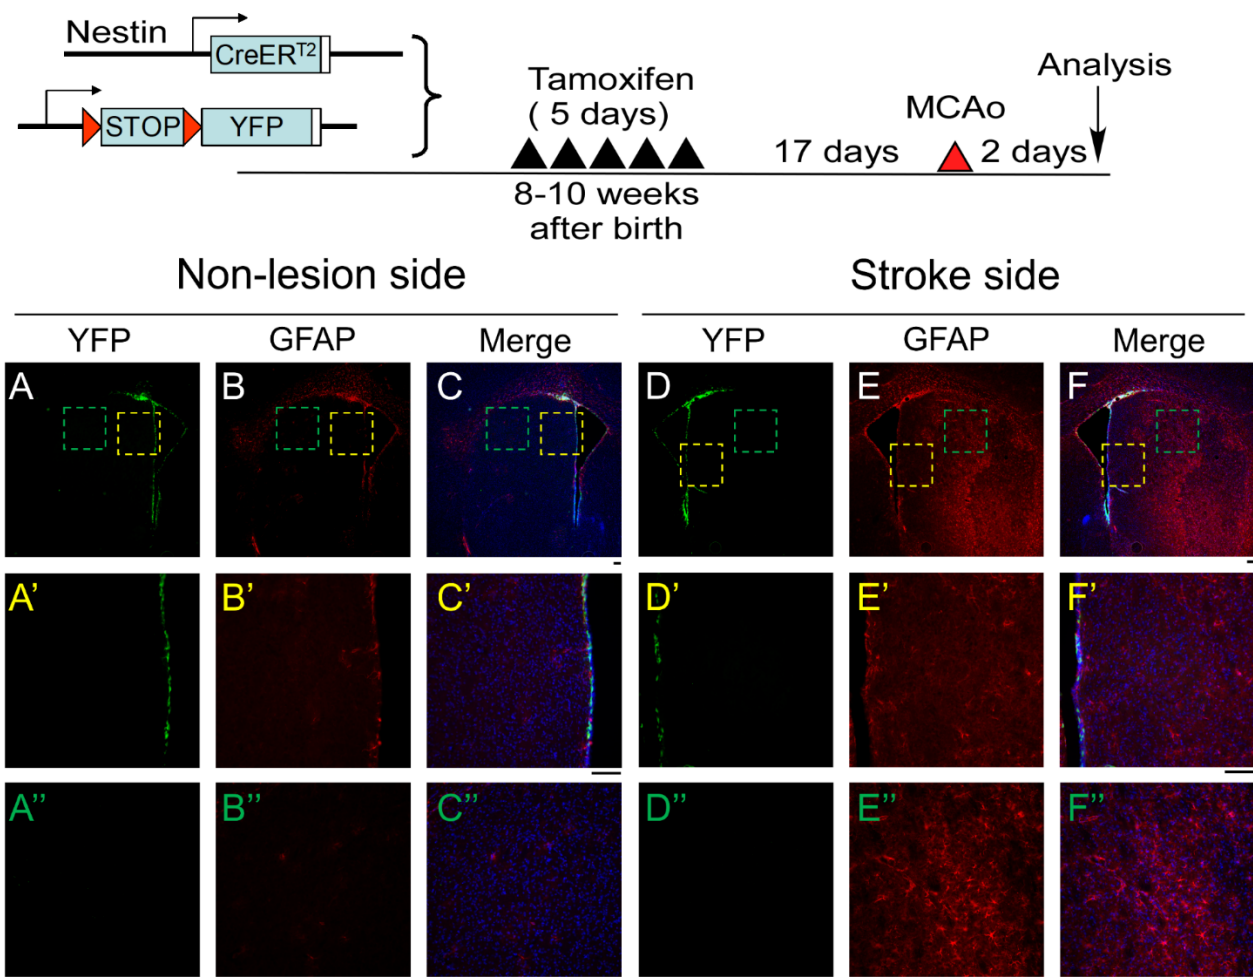 Nestin
CreER^T2
STOP YFP
Tamoxifen
( 5 days)
8-10 weeks
after birth
17 days
MCAo
2 days
Analysis
Non-lesion side Stroke side
YFP GFAP Merge YFP GFAP Merge
A B C D E F
A’ B’ C’ D’ E’ F’
A’’ B’’ C’’ D’’ E’’ F’’